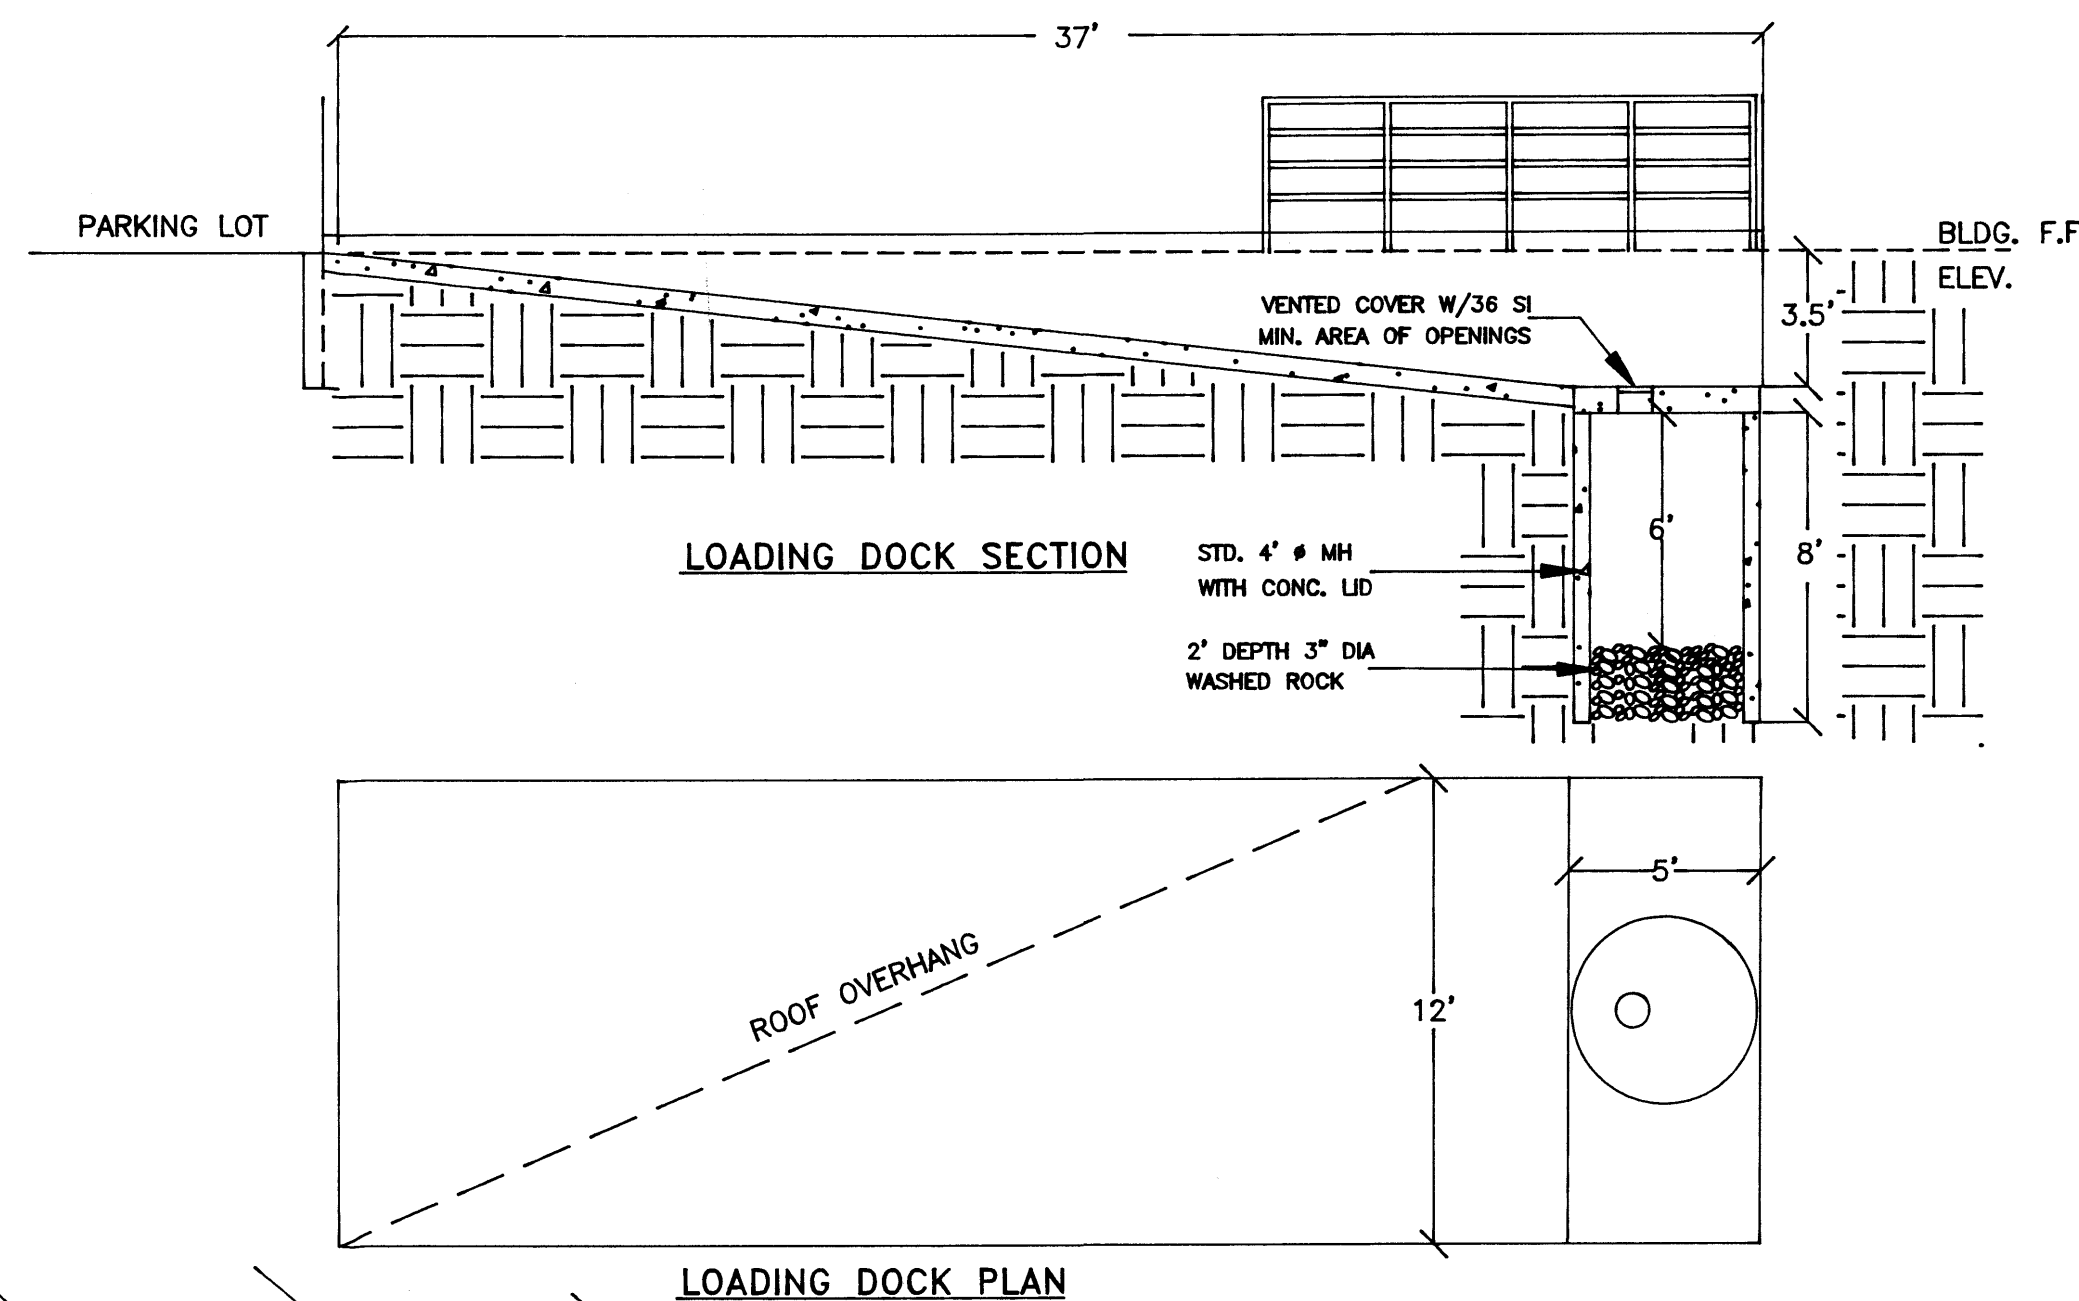 37'
PARKING LOT
BLDG. F.F
ELEV.
VENTED COVER W/36 SI
MIN. AREA OF OPENINGS
3.5'
LOADING DOCK SECTION
STD. 4' ø MH
WITH CONC. LID
6'
8'
2' DEPTH 3" DIA
WASHED ROCK
5'
ROOF OVERHANG
12'
LOADING DOCK PLAN